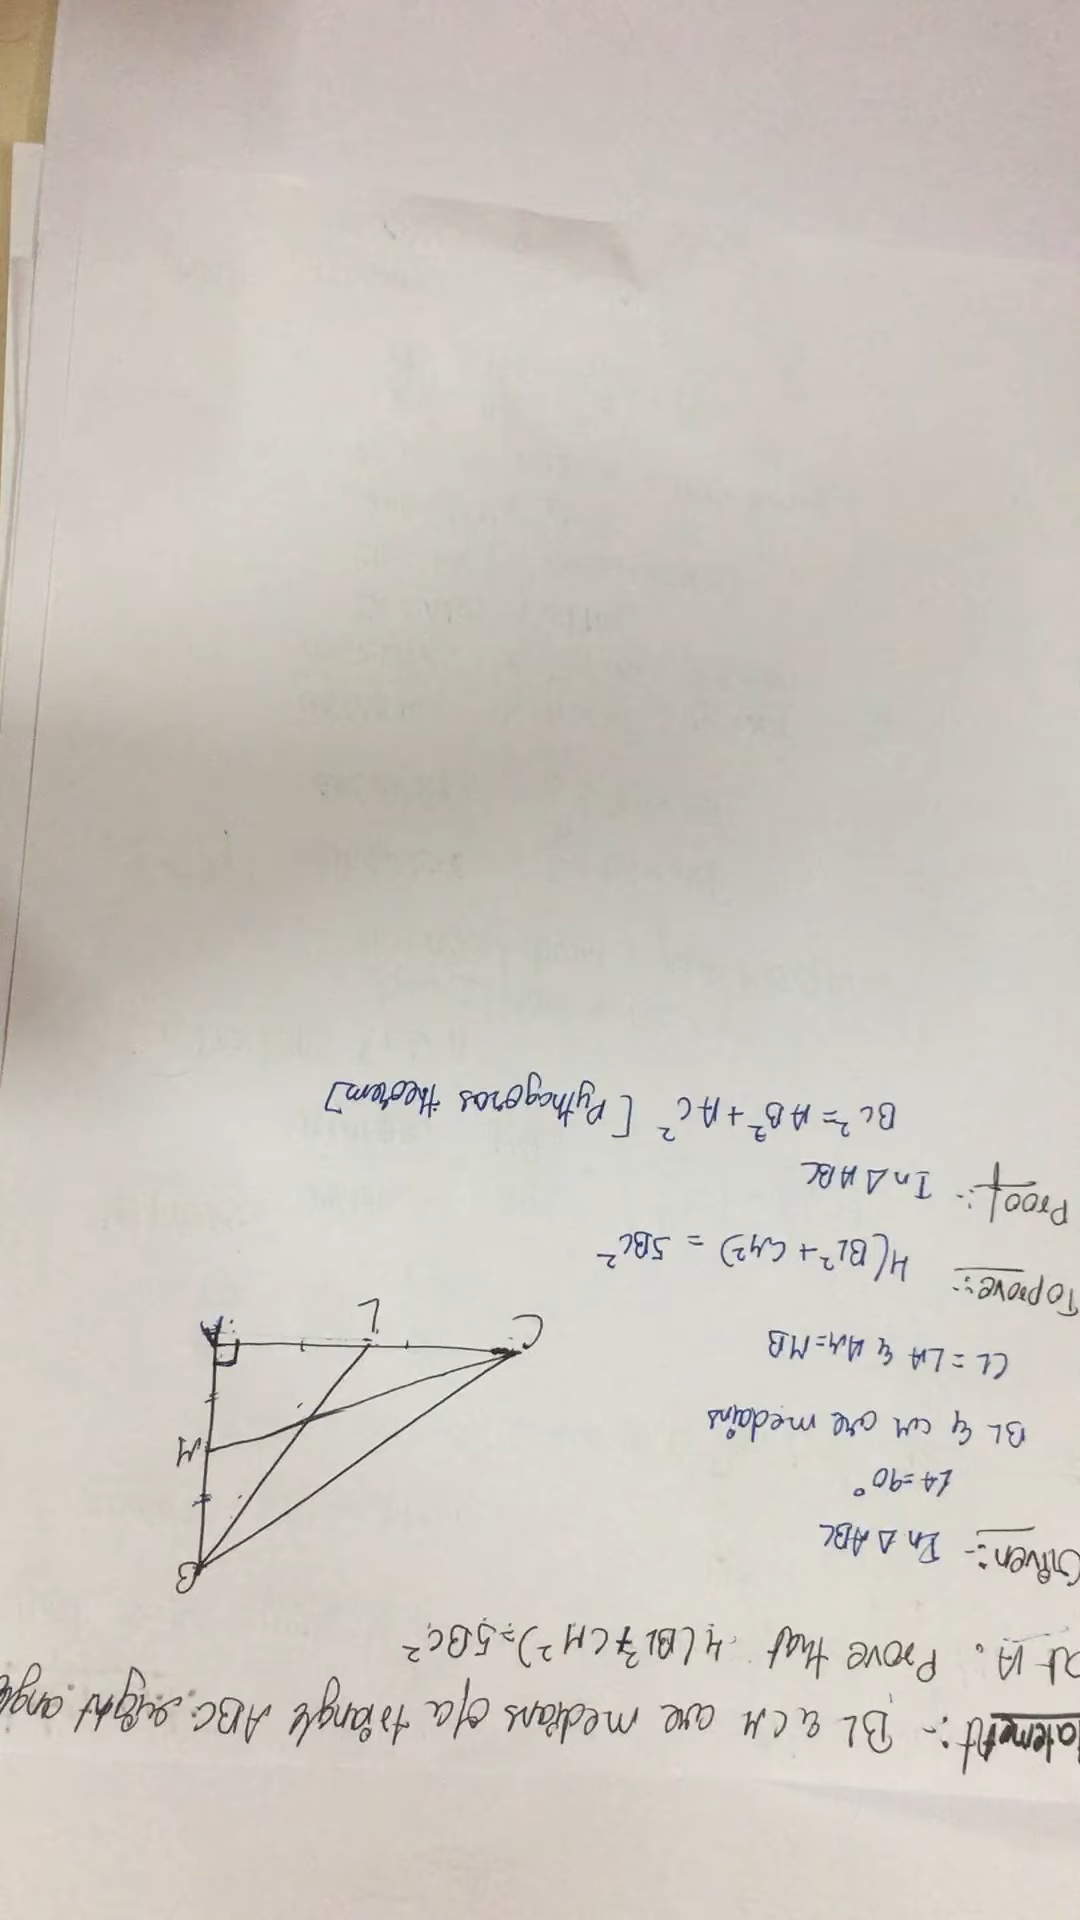 Statement :- BL & CM are medians of a triangle ABC right angle
at A. Prove that 4(BL²+CM²)=5BC²
Given:- In △ ABC
∠A=90°
BL & CM are medains
CL = LA & AM=MB
To prove:- 4(BL²+CM²) = 5BC²
Proof :- In △ ABC
BC²=AB²+AC² [Pythagoras theorem]
B
M
A
L
C